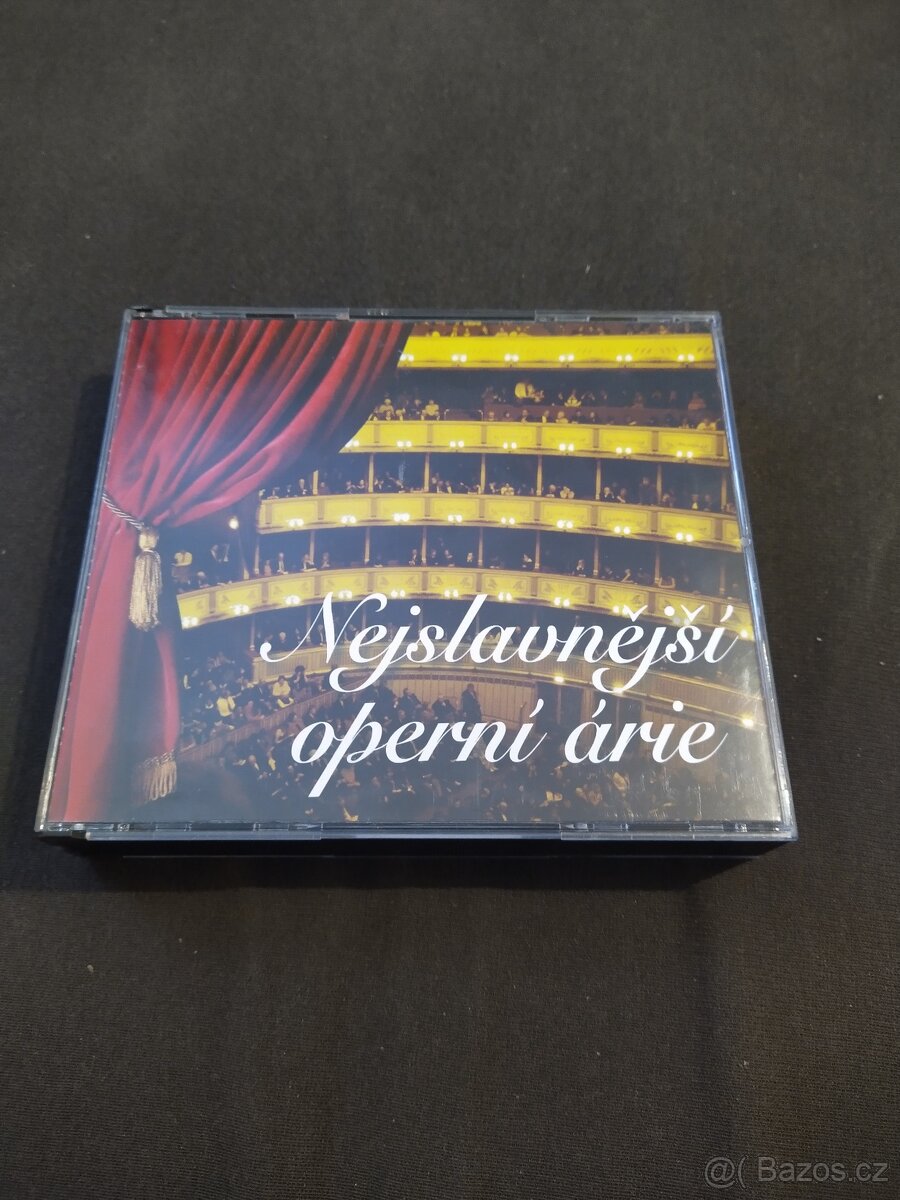 Nejslavnější
operní árie
@( Bazos.cz